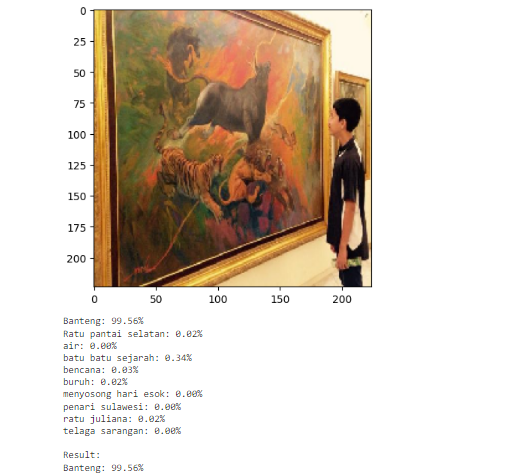 0
25
50
75
100
125
150
175
200
0 50 100 150 200
Banteng: 99.56%
Ratu pantai selatan: 0.02%
air: 0.00%
batu batu sejarah: 0.34%
bencana: 0.03%
buruh: 0.02%
menyosong hari esok: 0.00%
penari sulawesi: 0.00%
ratu juliana: 0.02%
telaga sarangan: 0.00%
Result:
Banteng: 99.56%